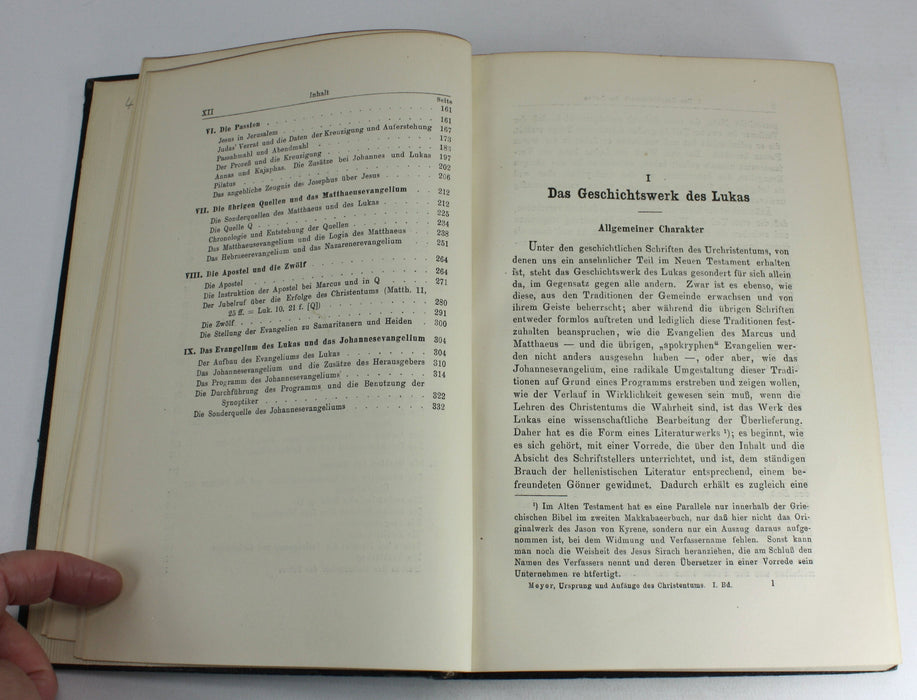 4
XII
Inhalt
Seite
VI. Die Passion 161
Jesus in Jerusalem 161
Judas' Verrat und die Daten der Kreuzigung und Auferstehung 167
Passahmahl und Abendmahl 173
Der Prozeß und die Kreuzigung 183
Annas und Kajaphas. Die Zusätze bei Johannes und Lukas 197
Pilatus 202
Das angebliche Zeugnis des Josephus über Jesus 206
VII. Die übrigen Quellen und das Matthaeusevangelium 212
Die Sonderquellen des Matthaeus und des Lukas 212
Die Quelle Q 225
Chronologie und Entstehung der Quellen 234
Das Matthaeusevangelium und die Logia des Matthaeus 238
Das Hebraeerevangelium und das Nazarenerevangelium 251
VIII. Die Apostel und die Zwölf 264
Die Apostel 264
Die Instruktion der Apostel bei Marcus und in Q 271
Der Jubelruf über die Erfolge des Christentums (Matth. 11,
25 ff. = Luk. 10, 21 f. [Q]) 280
Die Zwölf 291
Die Stellung der Evangelien zu Samaritanern und Heiden 300
IX. Das Evangelium des Lukas und das Johannesevangelium 304
Der Aufbau des Evangeliums des Lukas 304
Das Johannesevangelium und die Zusätze des Herausgebers 310
Das Programm des Johannesevangeliums 314
Die Durchführung des Programms und die Benutzung der
Synoptiker 322
Die Sonderquelle des Johannesevangeliums 332
I
Das Geschichtswerk des Lukas
Allgemeiner Charakter
Unter den geschichtlichen Schriften des Urchristentums, von
denen uns ein ansehnlicher Teil im Neuen Testament erhalten
ist, steht das Geschichtswerk des Lukas gesondert für sich allein
da, im Gegensatz gegen alle andern. Zwar ist es ebenso, wie
diese, aus den Traditionen der Gemeinde erwachsen und von
ihrem Geiste beherrscht; aber während die übrigen Schriften
entweder formlos auftreten und lediglich diese Traditionen fest-
zuhalten beanspruchen, wie die Evangelien des Marcus und
Matthaeus — und die übrigen, „apokryphen“ Evangelien wer-
den nicht anders ausgesehn haben —, oder aber, wie das
Johannesevangelium, eine radikale Umgestaltung dieser Tradi-
tionen auf Grund eines Programms erstreben und zeigen wollen,
wie der Verlauf in Wirklichkeit gewesen sein muß, wenn die
Lehren des Christentums die Wahrheit sind, ist das Werk des
Lukas eine wissenschaftliche Bearbeitung der Überlieferung.
Daher hat es die Form eines Literaturwerks ¹); es beginnt, wie
es sich gehört, mit einer Vorrede, die über den Inhalt und die
Absicht des Schriftstellers unterrichtet, und ist, dem ständigen
Brauch der hellenistischen Literatur entsprechend, einem be-
freundeten Gönner gewidmet. Dadurch erhält es zugleich eine
¹) Im Alten Testament hat es eine Parallele nur innerhalb der Grie-
chischen Bibel im zweiten Makkabaeerbuch, nur daß hier nicht das Ori-
ginalwerk des Jason von Kyrene, sondern nur ein Auszug daraus aufge-
nommen ist, bei dem Widmung und Verfassername fehlen. Sonst kann
man noch die Weisheit des Jesus Sirach heranziehen, die am Schluß den
Namen des Verfassers nennt und deren Übersetzer in einer Vorrede sein
Unternehmen re htfertigt.
Meyer, Ursprung und Anfänge des Christentums. I. Bd. 1